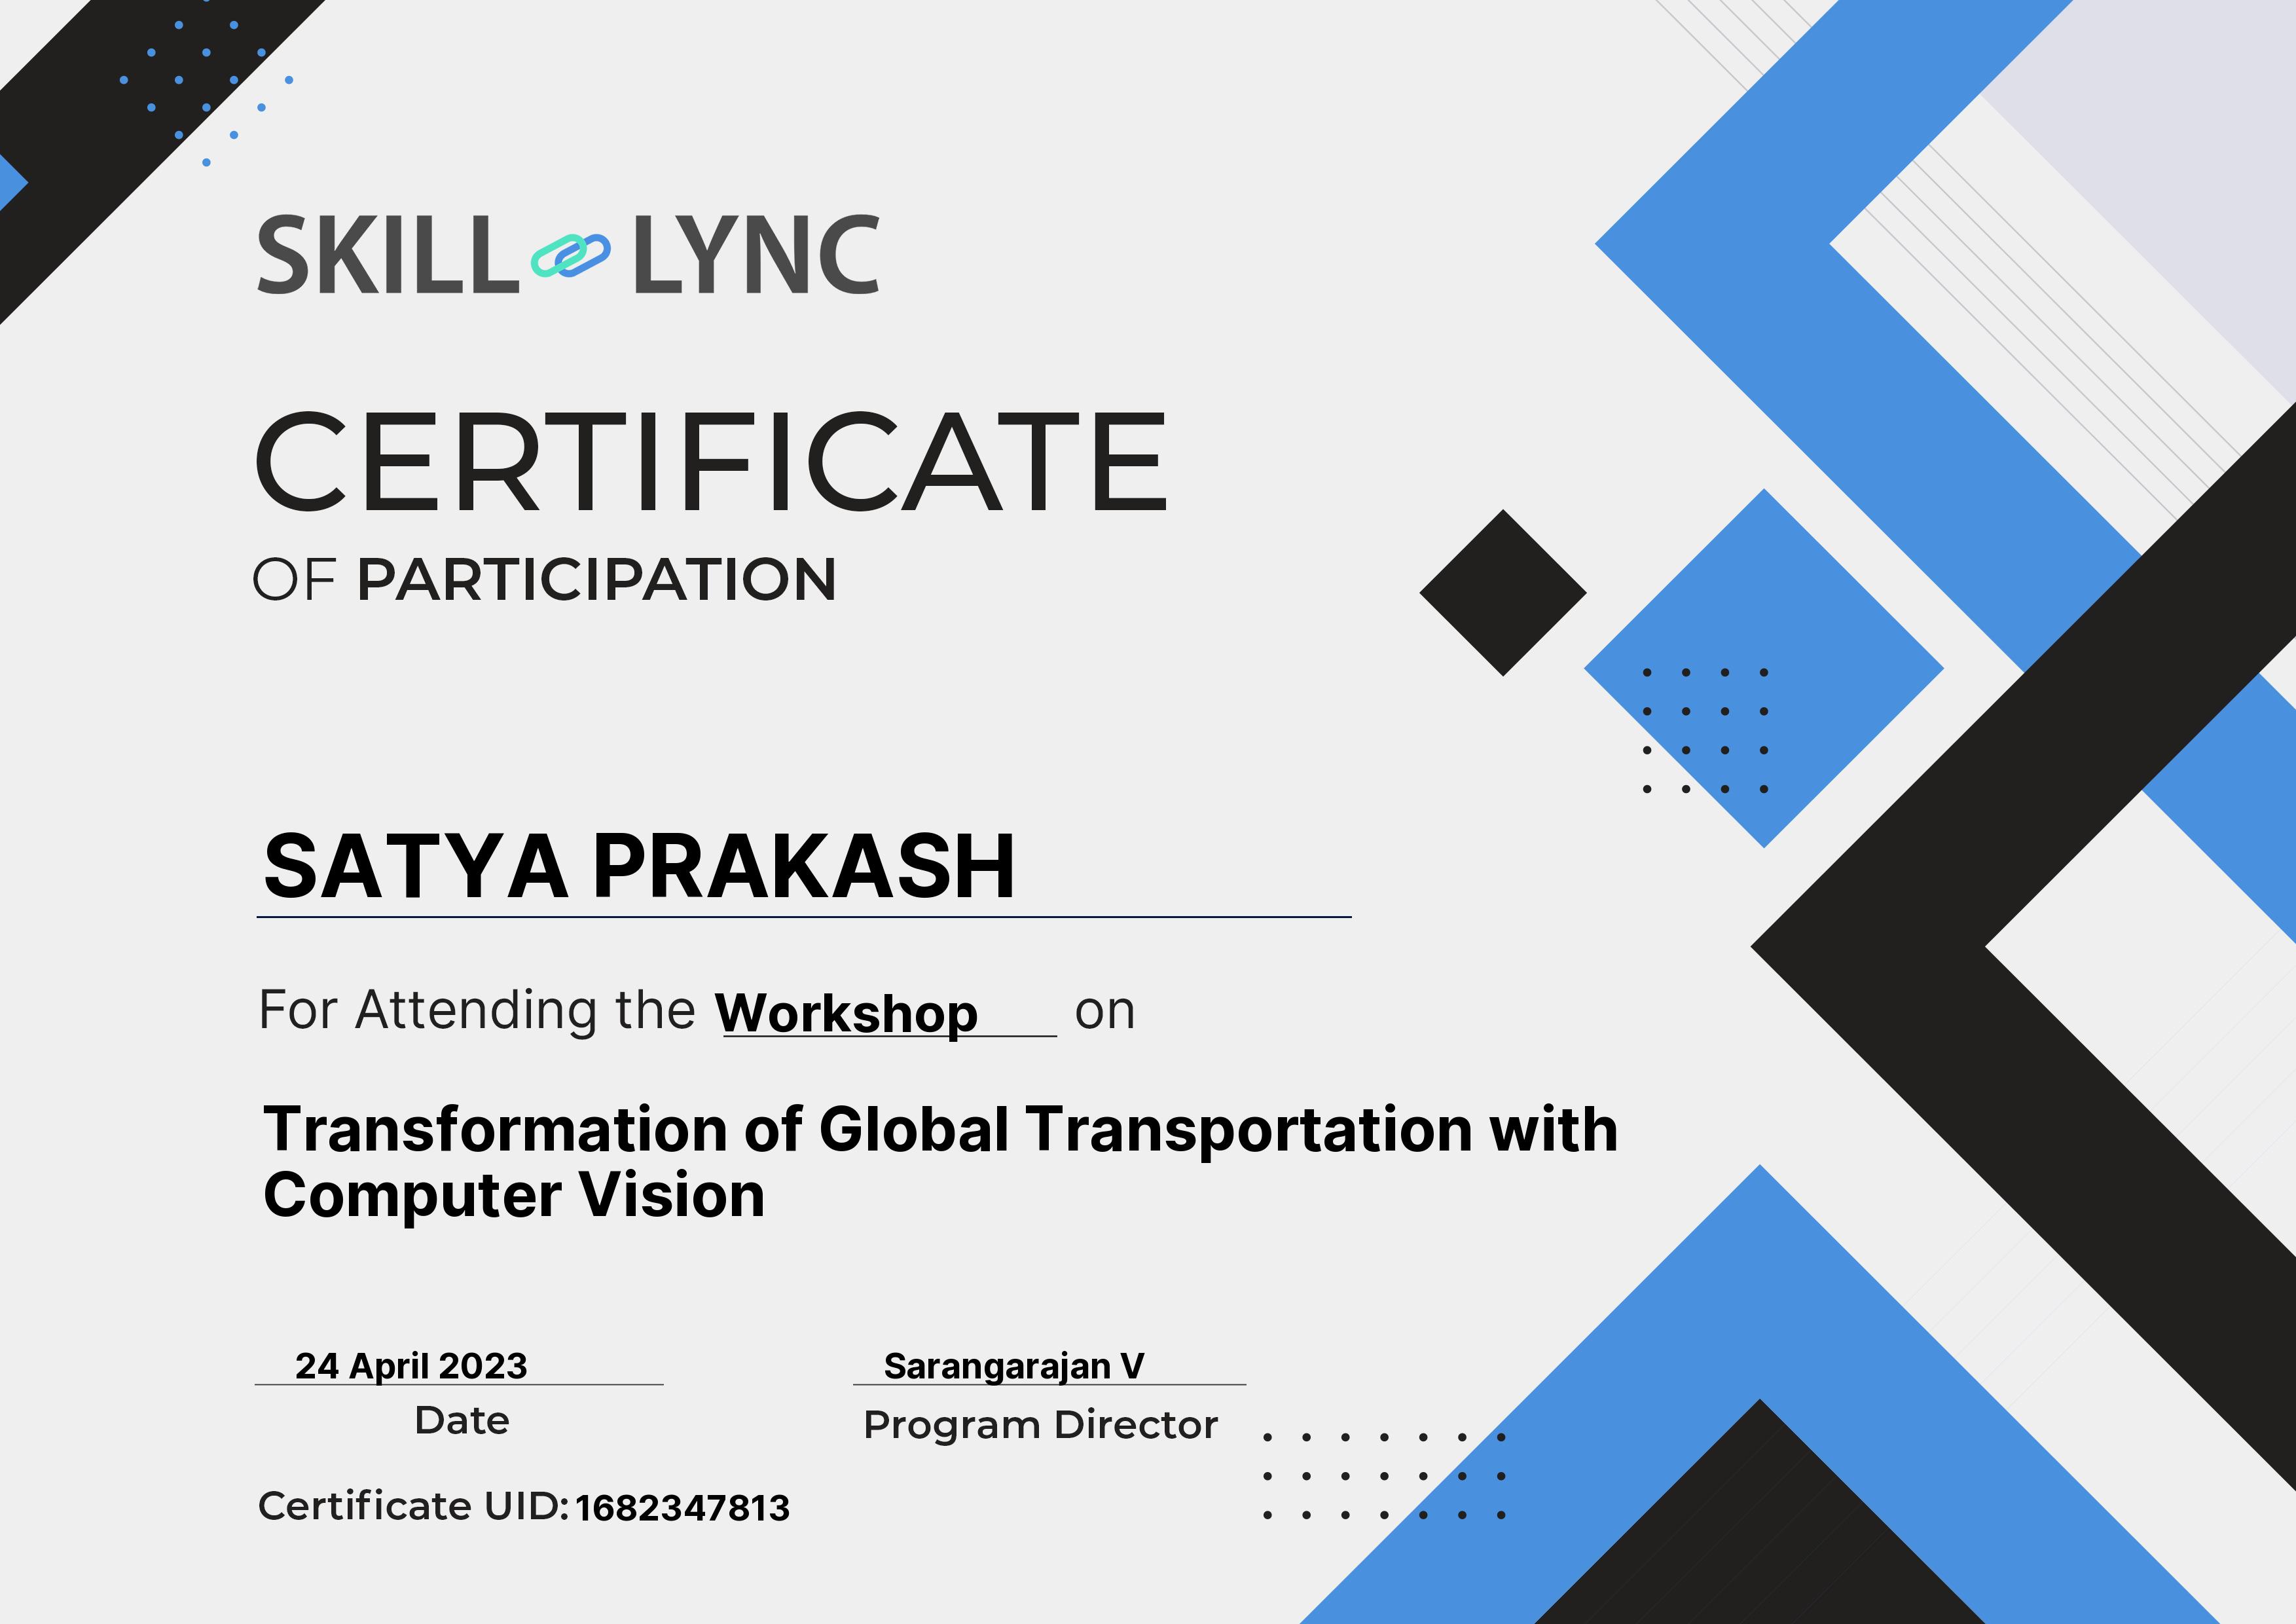 SKILL LYNC
CERTIFICATE
OF PARTICIPATION
SATYA PRAKASH
For Attending the Workshop on
Transformation of Global Transportation with
Computer Vision
24 April 2023 Sarangarajan V
Date Program Director
Certificate UID: 1682347813